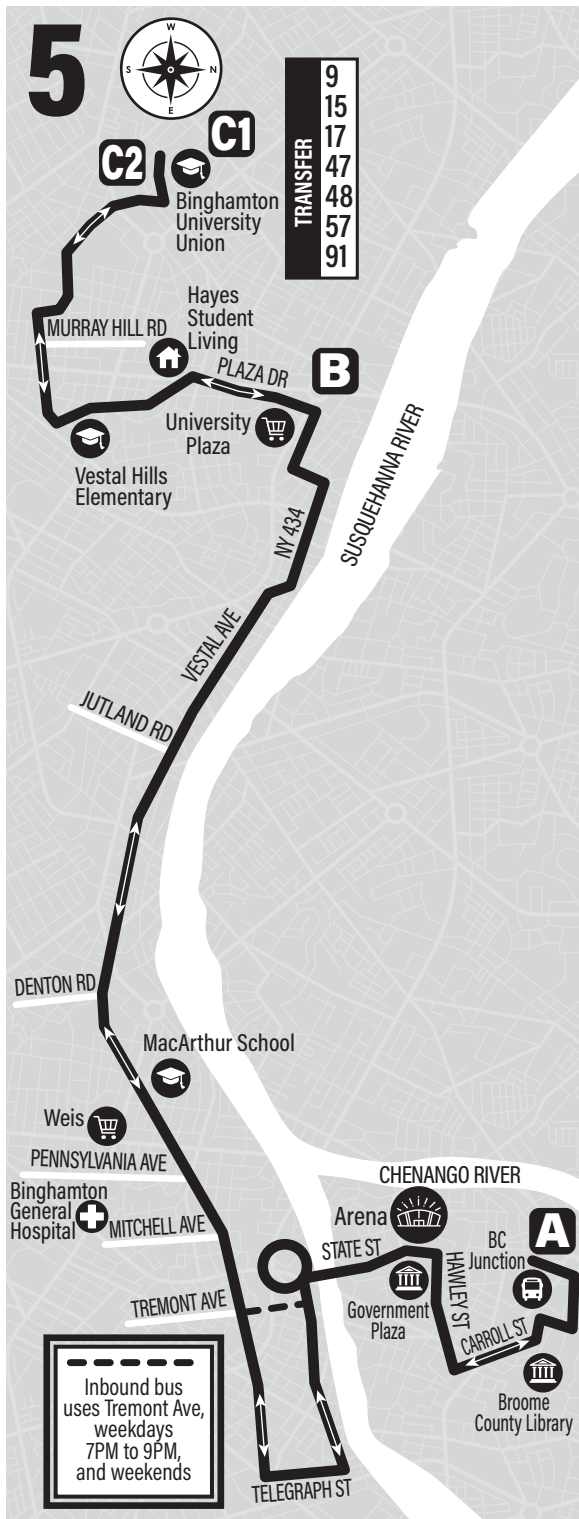 5
W
S
N
E
TRANSFER
9
15
17
47
48
57
91
C1
C2
Binghamton
University
Union
MURRAY HILL RD
Hayes
Student
Living
PLAZA DR
B
University
Plaza
Vestal Hills
Elementary
SUSQUEHANNA RIVER
NY 434
VESTAL AVE
JUTLAND RD
DENTON RD
MacArthur School
Weis
PENNSYLVANIA AVE
Binghamton
General
Hospital
MITCHELL AVE
CHENANGO RIVER
Arena
STATE ST
A
BC
Junction
HAWLEY ST
Government
Plaza
CARROLL ST
TREMONT AVE
Broome
County Library
Inbound bus
uses Tremont Ave,
weekdays
7PM to 9PM,
and weekends
TELEGRAPH ST